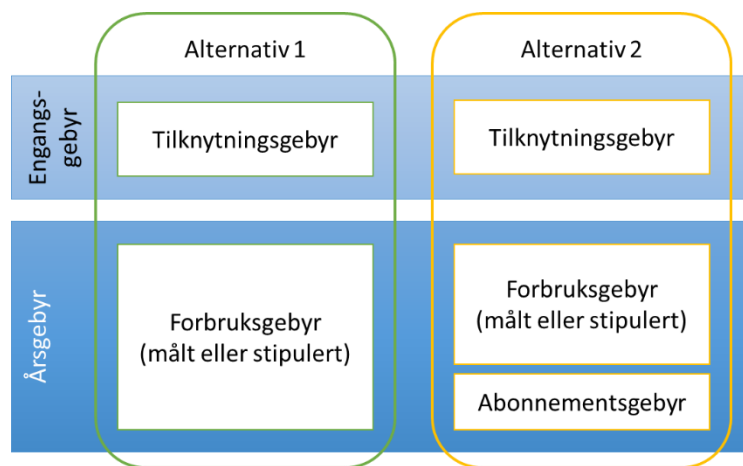 Alternativ 1
Alternativ 2
Engangs-
gebyr
Tilknytningsgebyr
Tilknytningsgebyr
Årsgebyr
Forbruksgebyr
(målt eller stipulert)
Forbruksgebyr
(målt eller stipulert)
Abonnementsgebyr